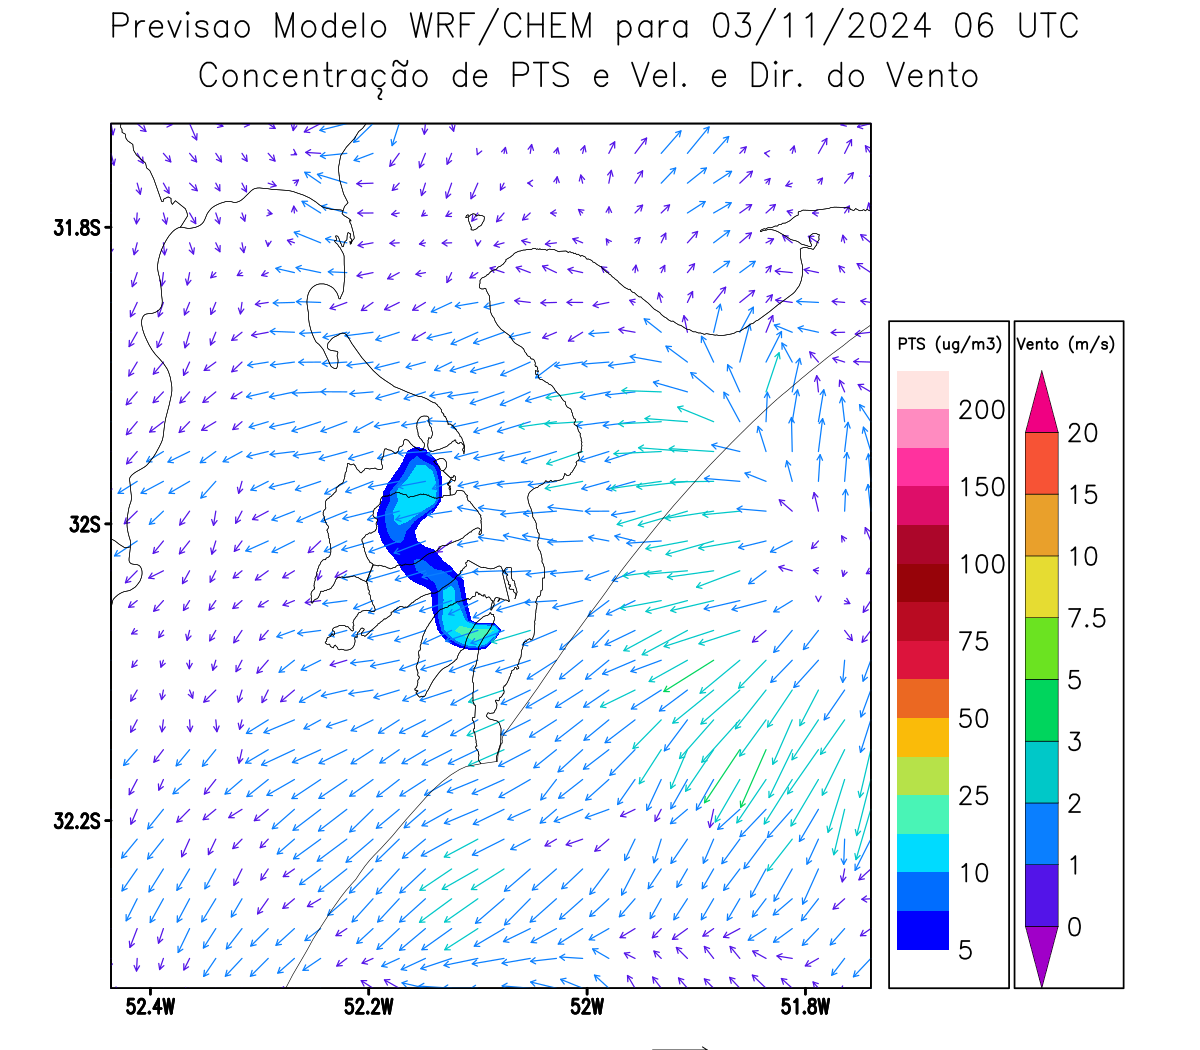 Previsao Modelo WRF/CHEM para 03/11/2024 06 UTC
Concentração de PTS e Vel. e Dir. do Vento
31.8S
32S
32.2S
52.4W 52.2W 52W 51.8W
PTS (ug/m3)
200
150
100
75
50
25
10
5
Vento (m/s)
20
15
10
7.5
5
3
2
1
0